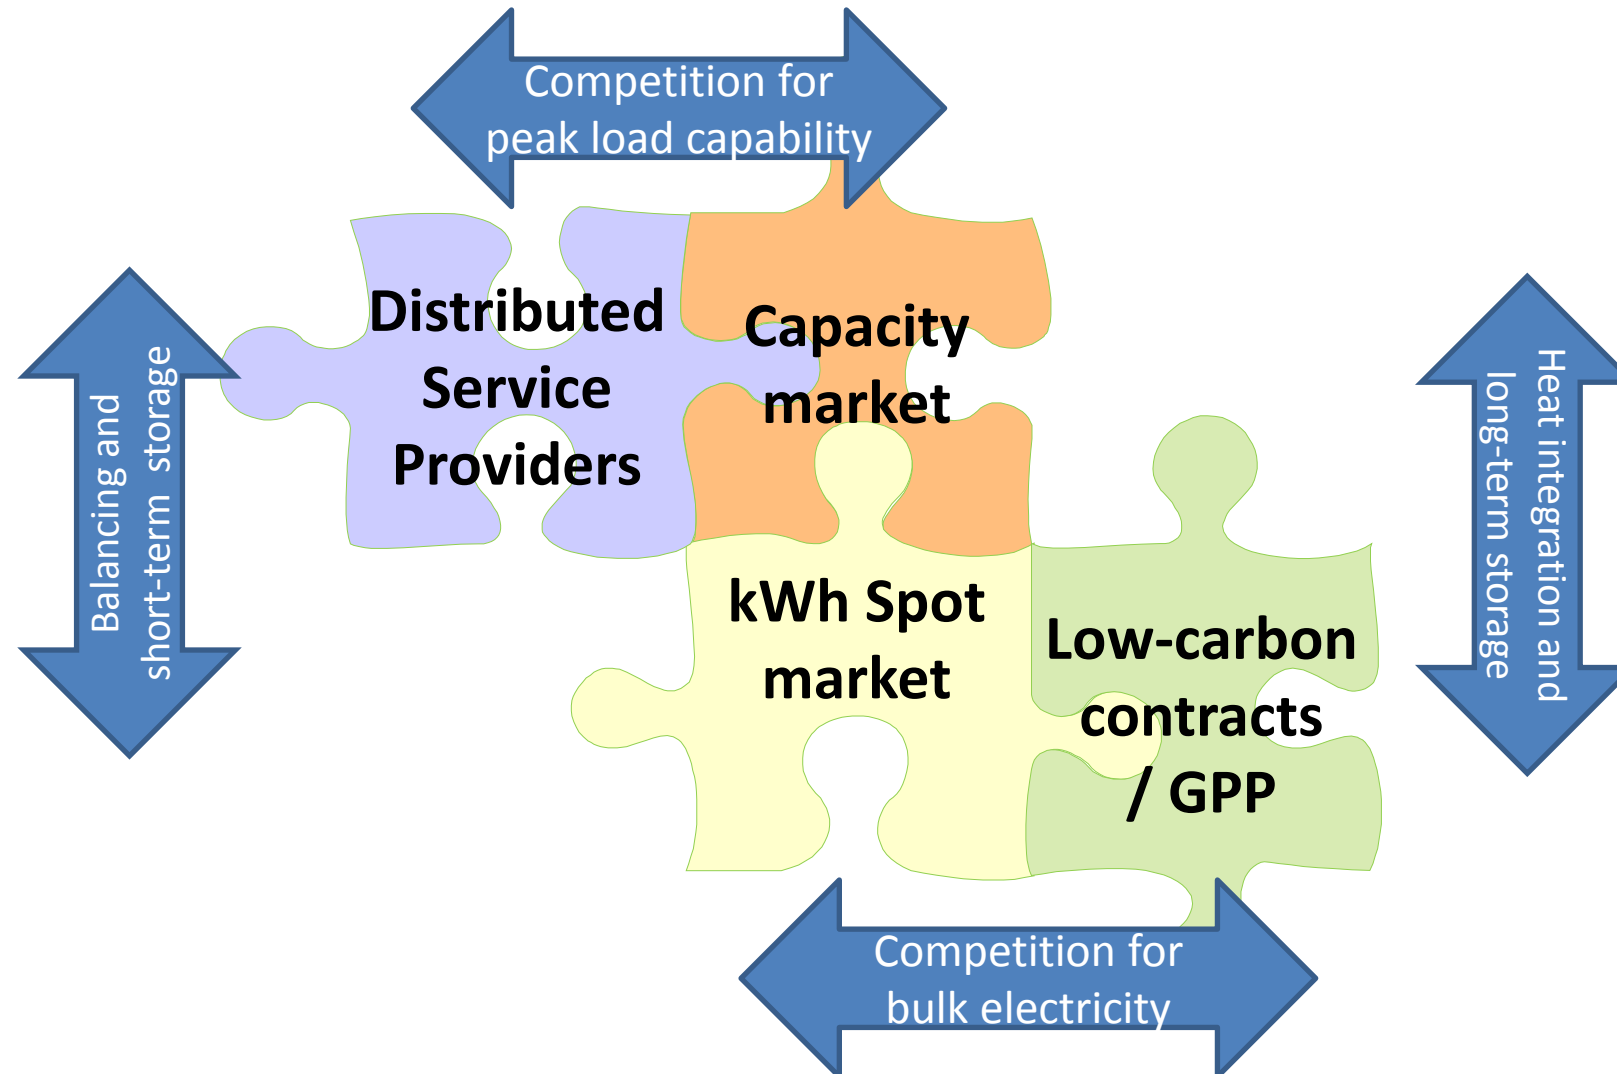 Competition for
peak load capability
Balancing and
short-term storage
Distributed
Service
Providers
Capacity
market
kWh Spot
market
Low-carbon
contracts
/ GPP
Heat integration and
long-term storage
Competition for
bulk electricity